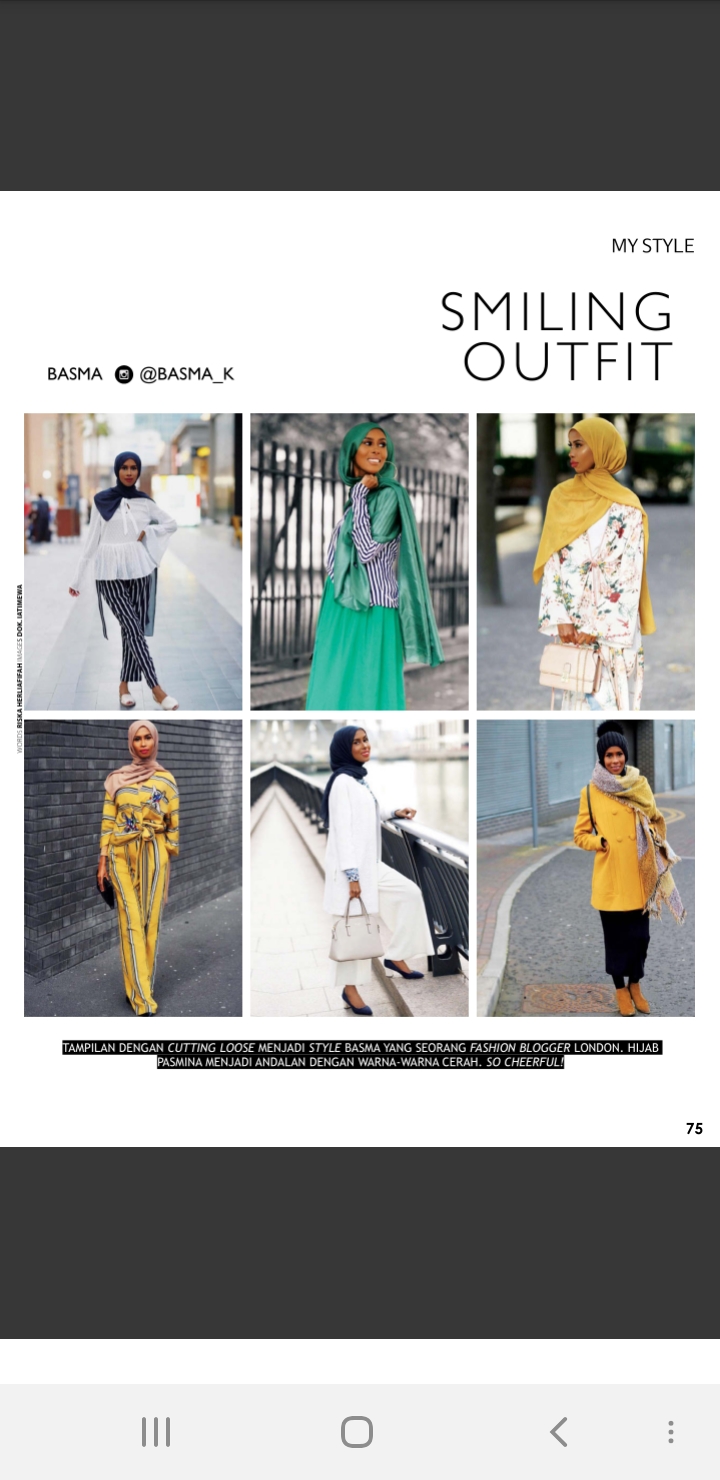 MY STYLE
SMILING
OUTFIT
BASMA @BASMA_K
WORDS RISKA HERLIAFIFAH IMAGES DOK. IATIMEWA
TAMPILAN DENGAN CUTTING LOOSE MENJADI STYLE BASMA YANG SEORANG FASHION BLOGGER LONDON. HIJAB
PASMINA MENJADI ANDALAN DENGAN WARNA-WARNA CERAH. SO CHEERFUL!
75